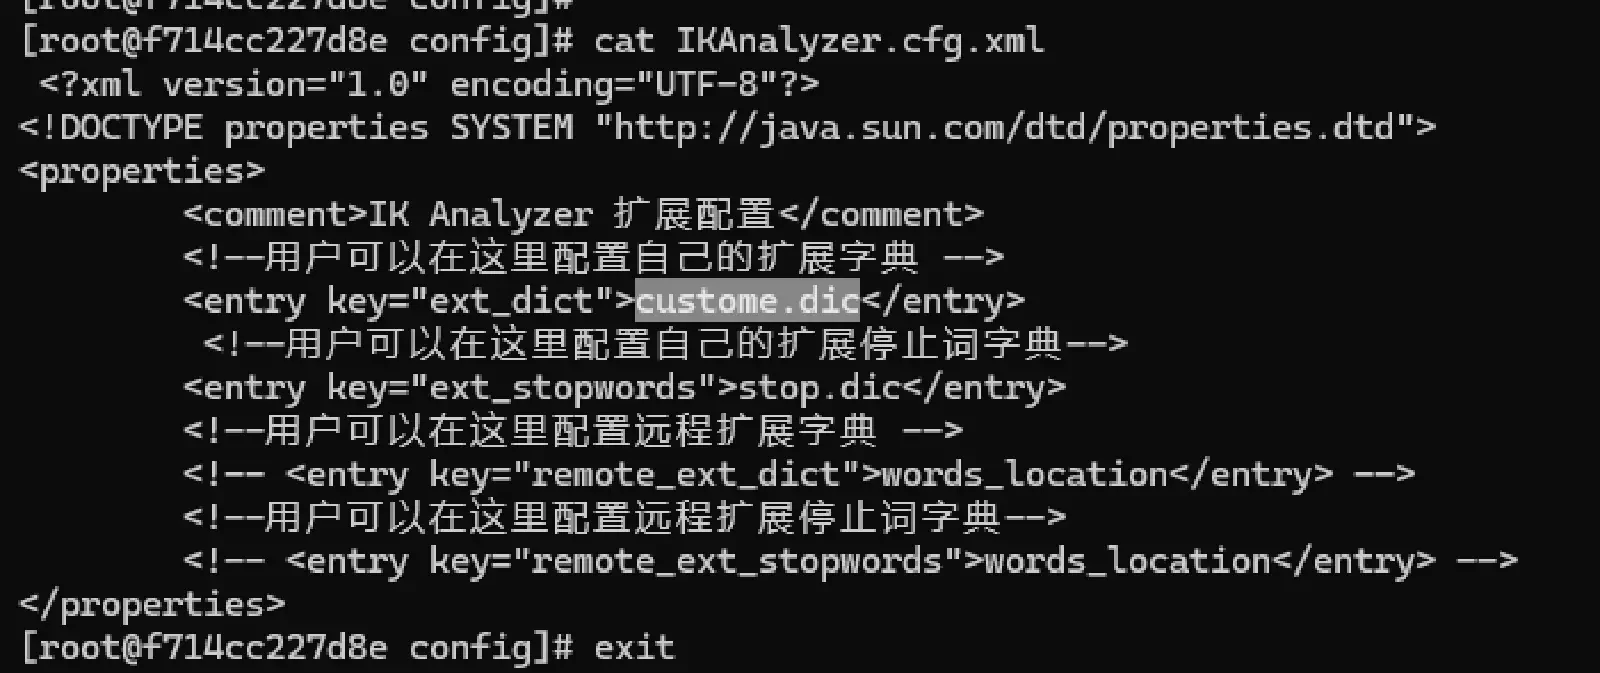 [root@f714cc227d8e config]#
[root@f714cc227d8e config]# cat IKAnalyzer.cfg.xml
<?xml version="1.0" encoding="UTF-8"?>
<!DOCTYPE properties SYSTEM "http://java.sun.com/dtd/properties.dtd">
<properties>
<comment>IK Analyzer 扩展配置</comment>
<!--用户可以在这里配置自己的扩展字典 -->
<entry key="ext_dict">custome.dic</entry>
<!--用户可以在这里配置自己的扩展停止词字典-->
<entry key="ext_stopwords">stop.dic</entry>
<!--用户可以在这里配置远程扩展字典 -->
<!-- <entry key="remote_ext_dict">words_location</entry> -->
<!--用户可以在这里配置远程扩展停止词字典-->
<!-- <entry key="remote_ext_stopwords">words_location</entry> -->
</properties>
[root@f714cc227d8e config]# exit